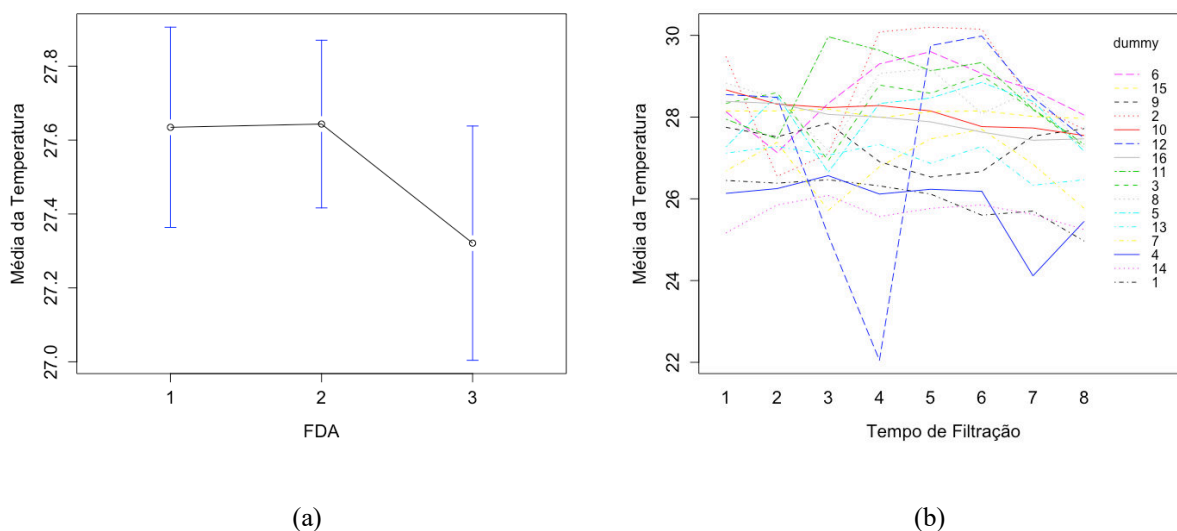 Média da Temperatura
27.8
27.6
27.4
27.2
27.0
1 2 3
FDA
(a)
Média da Temperatura
30
28
26
24
22
1 2 3 4 5 6 7 8
Tempo de Filtração
dummy
6
15
9
2
10
12
16
11
3
8
5
13
7
4
14
1
(b)